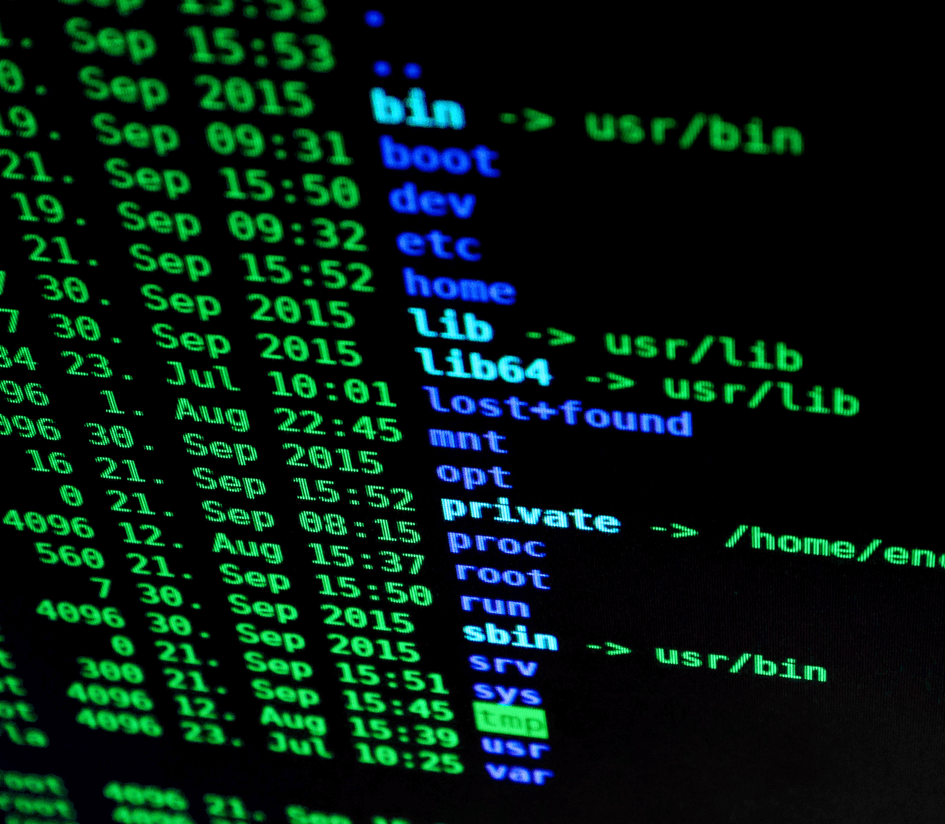 Sep 15:53 .
1. Sep 15:53 ..
0. Sep 2015 bin -> usr/bin
19. Sep 09:31 boot
21. Sep 15:50 dev
19. Sep 09:32 etc
21. Sep 15:52 home
7 30. Sep 2015 lib -> usr/lib
7 30. Sep 2015 lib64 -> usr/lib
84 23. Jul 10:01 lost+found
96 1. Aug 22:45 mnt
096 30. Sep 2015 opt
16 21. Sep 15:52 private -> /home/enc
0 21. Sep 08:15 proc
4096 12. Aug 15:37 root
560 21. Sep 15:50 run
7 30. Sep 2015 sbin -> usr/bin
4096 30. Sep 2015 srv
0 21. Sep 15:51 sys
300 21. Sep 15:45 tmp
4096 12. Aug 15:39 usr
4096 23. Jul 10:25 var
root 4096 21. Sep
root 4096